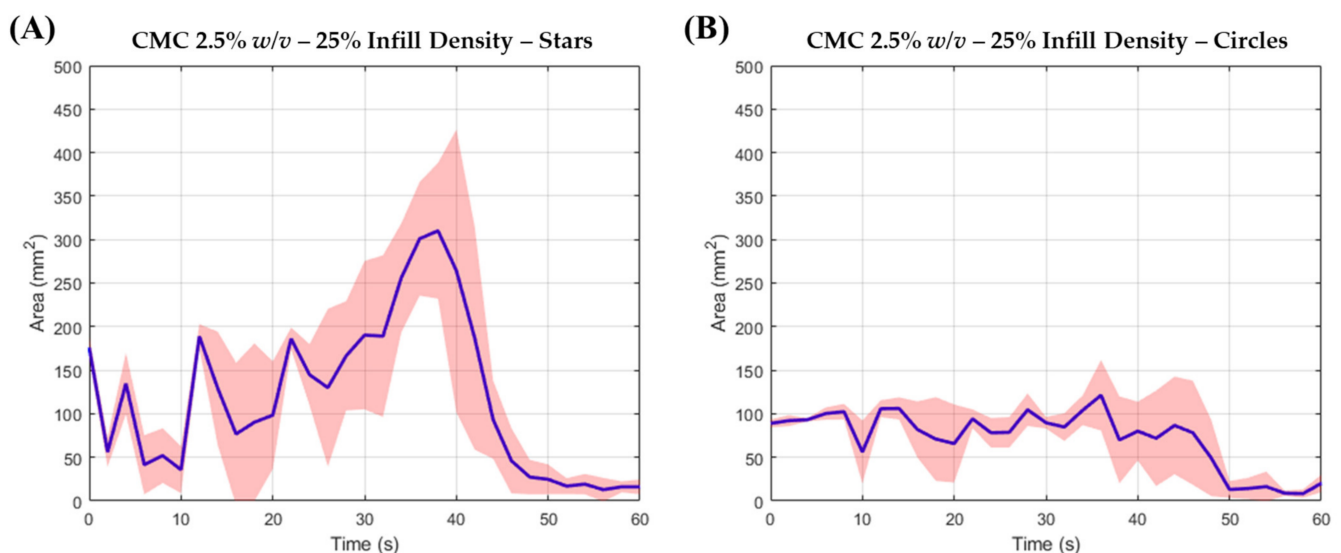 (A)
CMC 2.5% w/v – 25% Infill Density – Stars
500
450
400
350
300
250
200
150
100
50
0
Area (mm²)
0 10 20 30 40 50 60
Time (s)
(B)
CMC 2.5% w/v – 25% Infill Density – Circles
500
450
400
350
300
250
200
150
100
50
0
Area (mm²)
0 10 20 30 40 50 60
Time (s)